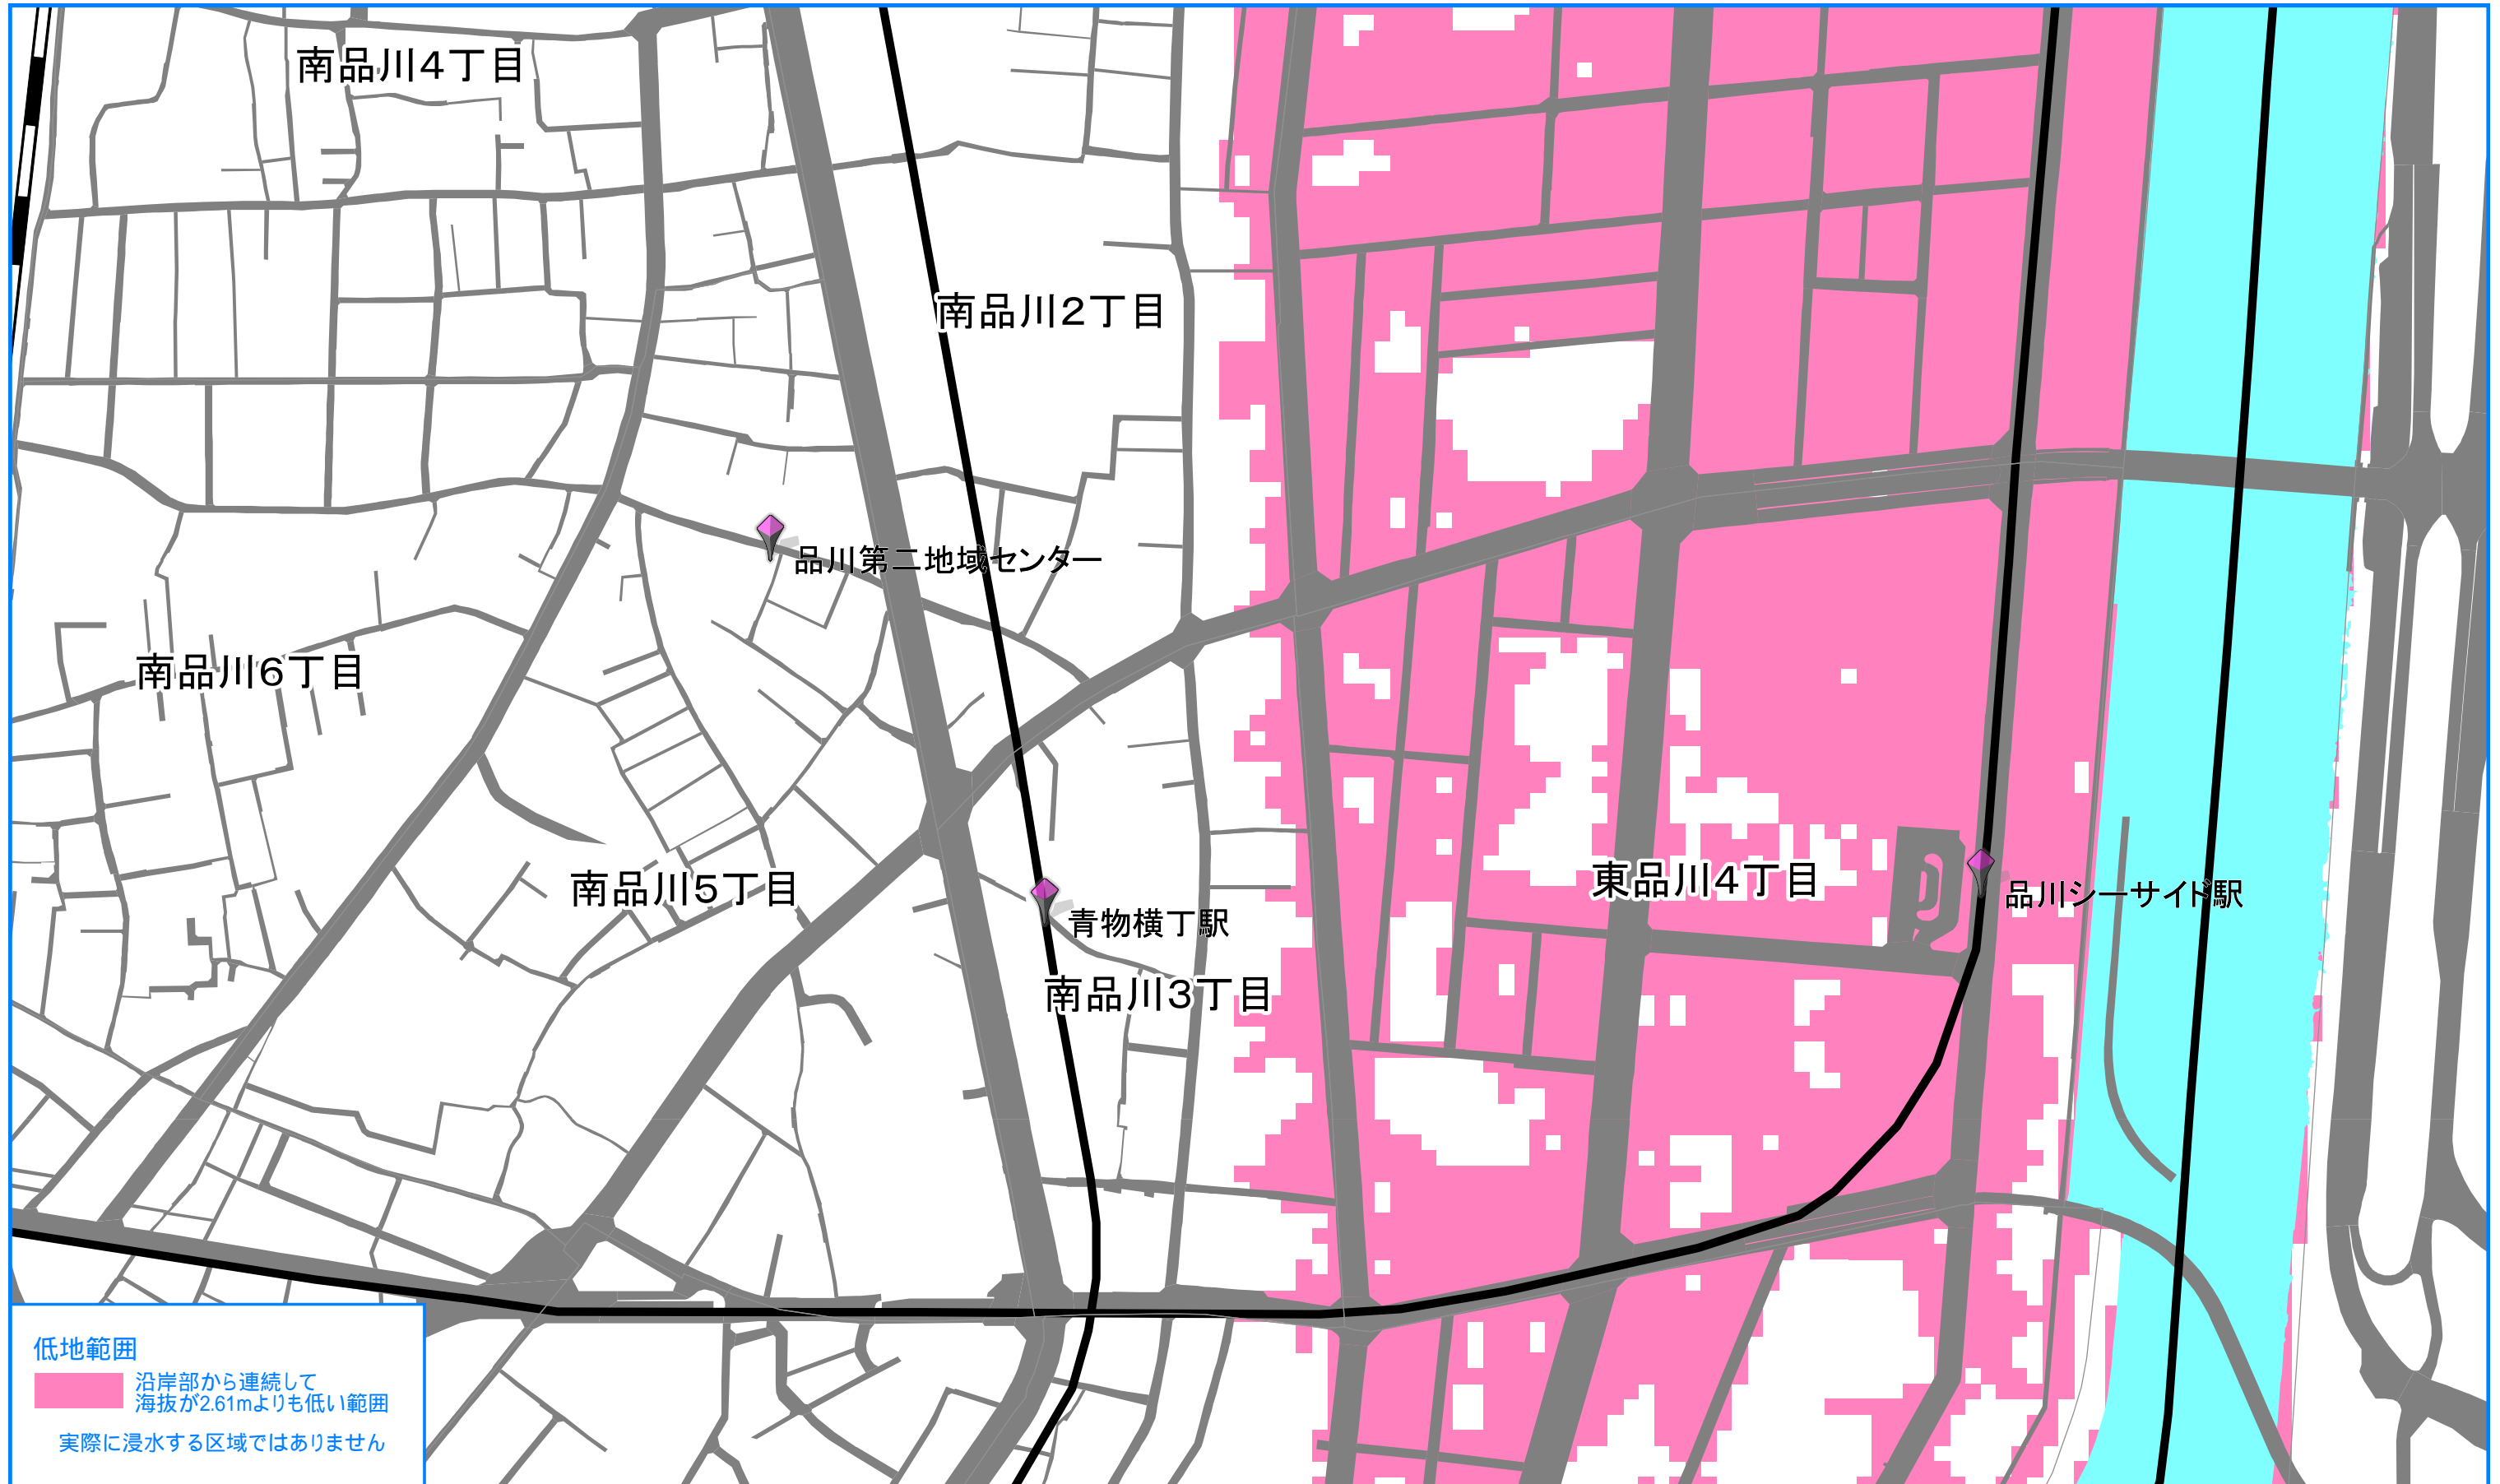 南品川4丁目
南品川2丁目
品川第二地域センター
南品川6丁目
南品川5丁目
東品川4丁目
品川シーサイド駅
青物横丁駅
南品川3丁目
低地範囲
沿岸部から連続して
海抜が2.61mよりも低い範囲
実際に浸水する区域ではありません